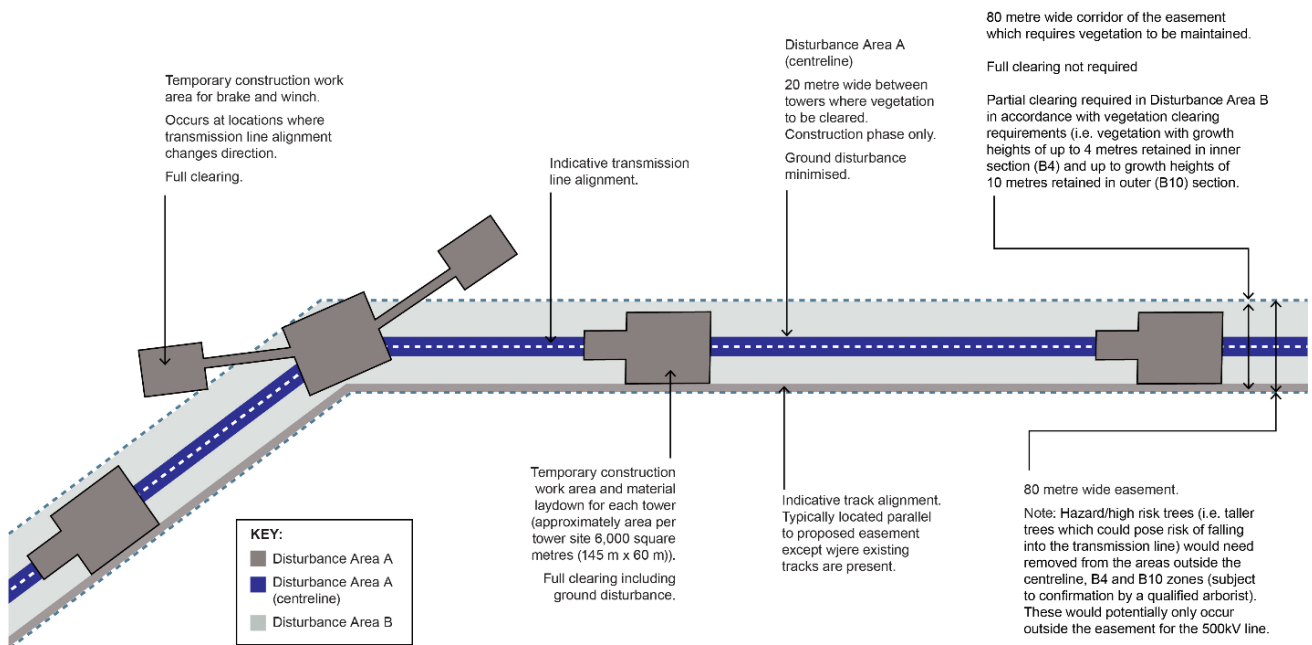 Temporary construction work
area for brake and winch.
Occurs at locations where
transmission line alignment
changes direction.
Full clearing.
Indicative transmission
line alignment.
Disturbance Area A
(centreline)
20 metre wide between
towers where vegetation
to be cleared.
Construction phase only.
Ground disturbance
minimised.
80 metre wide corridor of the easement
which requires vegetation to be maintained.
Full clearing not required
Partial clearing required in Disturbance Area B
in accordance with vegetation clearing
requirements (i.e. vegetation with growth
heights of up to 4 metres retained in inner
section (B4) and up to growth heights of
10 metres retained in outer (B10) section.
KEY:
Disturbance Area A
Disturbance Area A
(centreline)
Disturbance Area B
Temporary construction
work area and material
laydown for each tower
(approximately area per
tower site 6,000 square
metres (145 m x 60 m)).
Full clearing including
ground disturbance.
Indicative track alignment.
Typically located parallel
to proposed easement
except wjere existing
tracks are present.
80 metre wide easement.
Note: Hazard/high risk trees (i.e. taller
trees which could pose risk of falling
into the transmission line) would need
removed from the areas outside the
centreline, B4 and B10 zones (subject
to confirmation by a qualified arborist).
These would potentially only occur
outside the easement for the 500kV line.